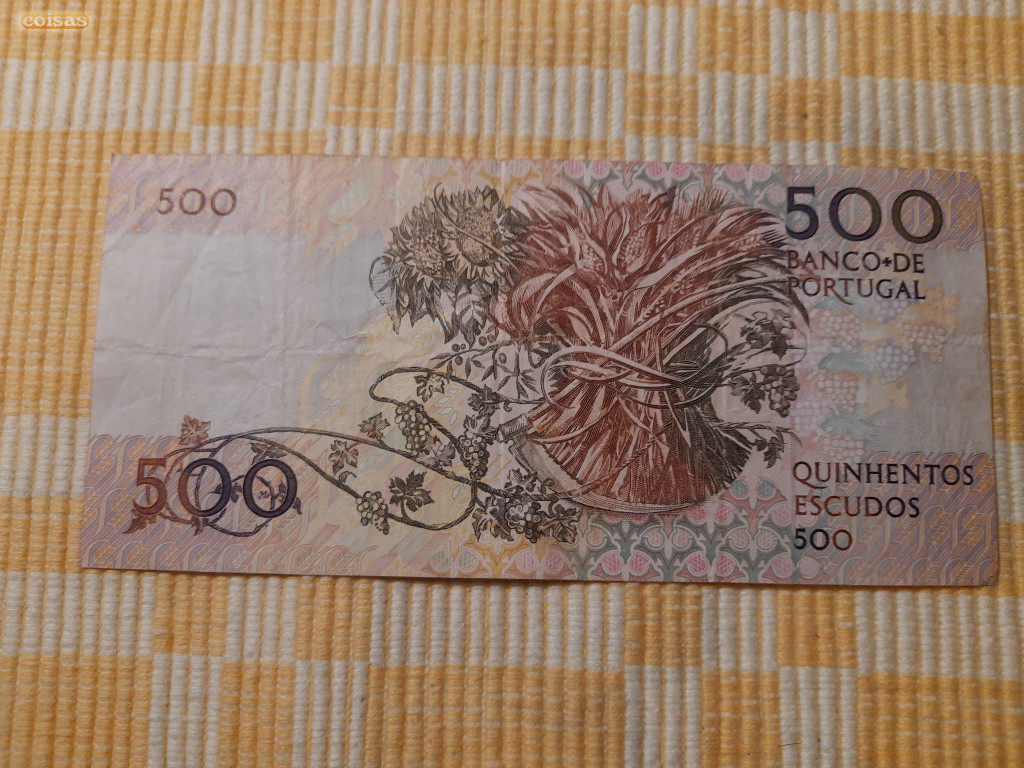 coisas
500
500
BANCO✦DE
PORTUGAL
500
QUINHENTOS
ESCUDOS
500